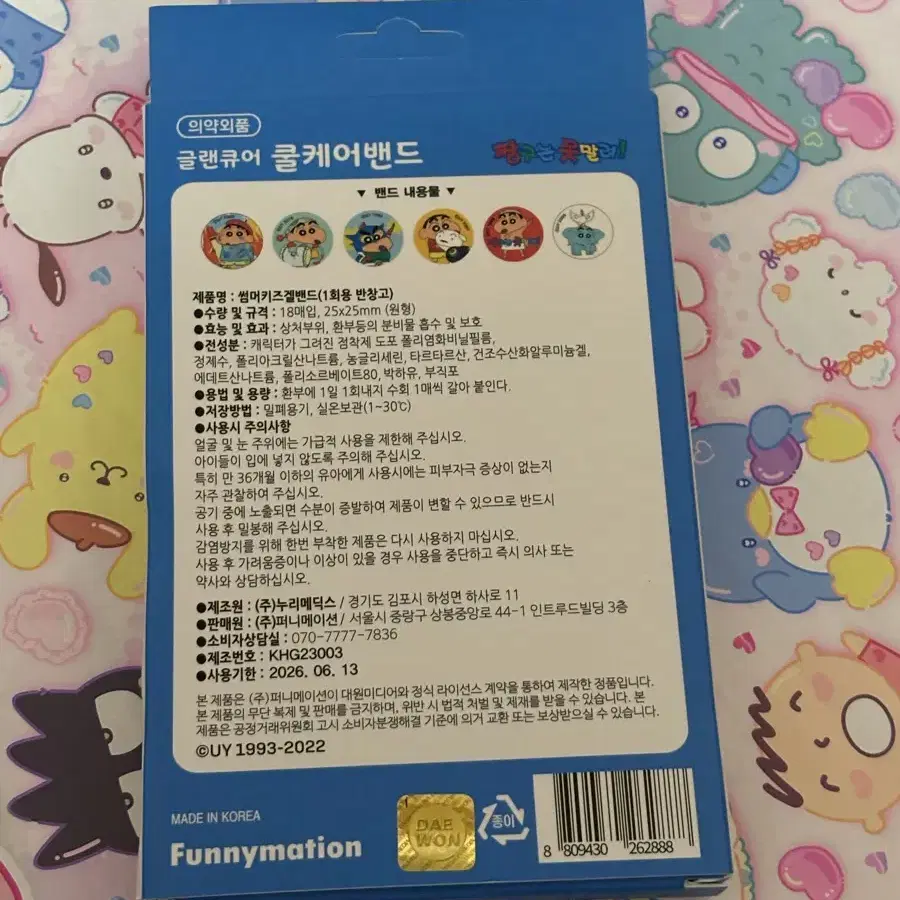 의약외품
글랜큐어 쿨케어밴드
짱구는 못말려!
▼ 밴드 내용물 ▼
제품명 : 썸머키즈겔밴드(1회용 반창고)
●수량 및 규격 : 18매입, 25x25mm (원형)
●효능 및 효과 : 상처부위, 환부등의 분비물 흡수 및 보호
●전성분 : 캐릭터가 그려진 점착제 도포 폴리염화비닐필름,
정제수, 폴리아크릴산나트륨, 농글리세린, 타르타르산, 건조수산화알루미늄겔,
에데트산나트륨, 폴리소르베이트80, 박하유, 부직포
●용법 및 용량 : 환부에 1일 1회내지 수회 1매씩 갈아 붙인다.
●저장방법 : 밀폐용기, 실온보관(1~30℃)
●사용시 주의사항
얼굴 및 눈 주위에는 가급적 사용을 제한해 주십시오.
아이들이 입에 넣지 않도록 주의해 주십시오.
특히 만 36개월 이하의 유아에게 사용시에는 피부자극 증상이 없는지
자주 관찰하여 주십시오.
공기 중에 노출되면 수분이 증발하여 제품이 변할 수 있으므로 반드시
사용 후 밀봉해 주십시오.
감염방지를 위해 한번 부착한 제품은 다시 사용하지 마십시오.
사용 후 가려움증이나 이상이 있을 경우 사용을 중단하고 즉시 의사 또는
약사와 상담하십시오.
●제조원 : (주)누리메딕스 / 경기도 김포시 하성면 하사로 11
●판매원 : (주)퍼니메이션 / 서울시 중랑구 상봉중앙로 44-1 인트루드빌딩 3층
●소비자상담실 : 070-7777-7836
●제조번호 : KHG23003
●사용기한 : 2026. 06. 13
본 제품은 (주)퍼니메이션이 대원미디어와 정식 라이선스 계약을 통하여 제작한 정품입니다.
본 제품의 무단 복제 및 판매를 금지하며, 위반 시 법적 처벌 및 제재를 받을 수 있습니다. 본
제품은 공정거래위원회 고시 소비자분쟁해결 기준에 의거 교환 또는 보상받으실 수 있습니다.
©UY 1993-2022
MADE IN KOREA
Funnymation
DAE
WON
종이
8 809430 262888